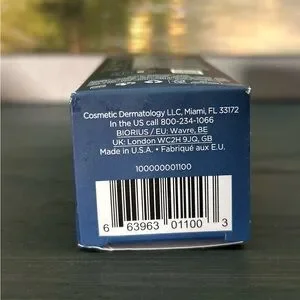 Cosmetic Dermatology LLC, Miami, FL 33172
In the US call 800-234-1066
BIORIUS / EU: Wavre, BE
UK: London WC2H 9JQ, GB
Made in U.S.A. • Fabriqué aux E.U.
100000001100
6 63963 01100 3